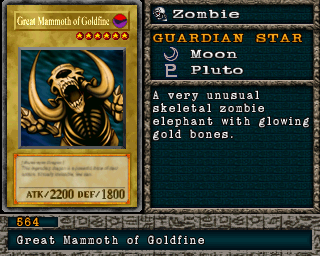 Great Mammoth of Goldfine
ATK/2200 DEF/1800
Zombie
GUARDIAN STAR
Moon
Pluto
A very unusual
skeletal zombie
elephant with glowing
gold bones.
564
Great Mammoth of Goldfine